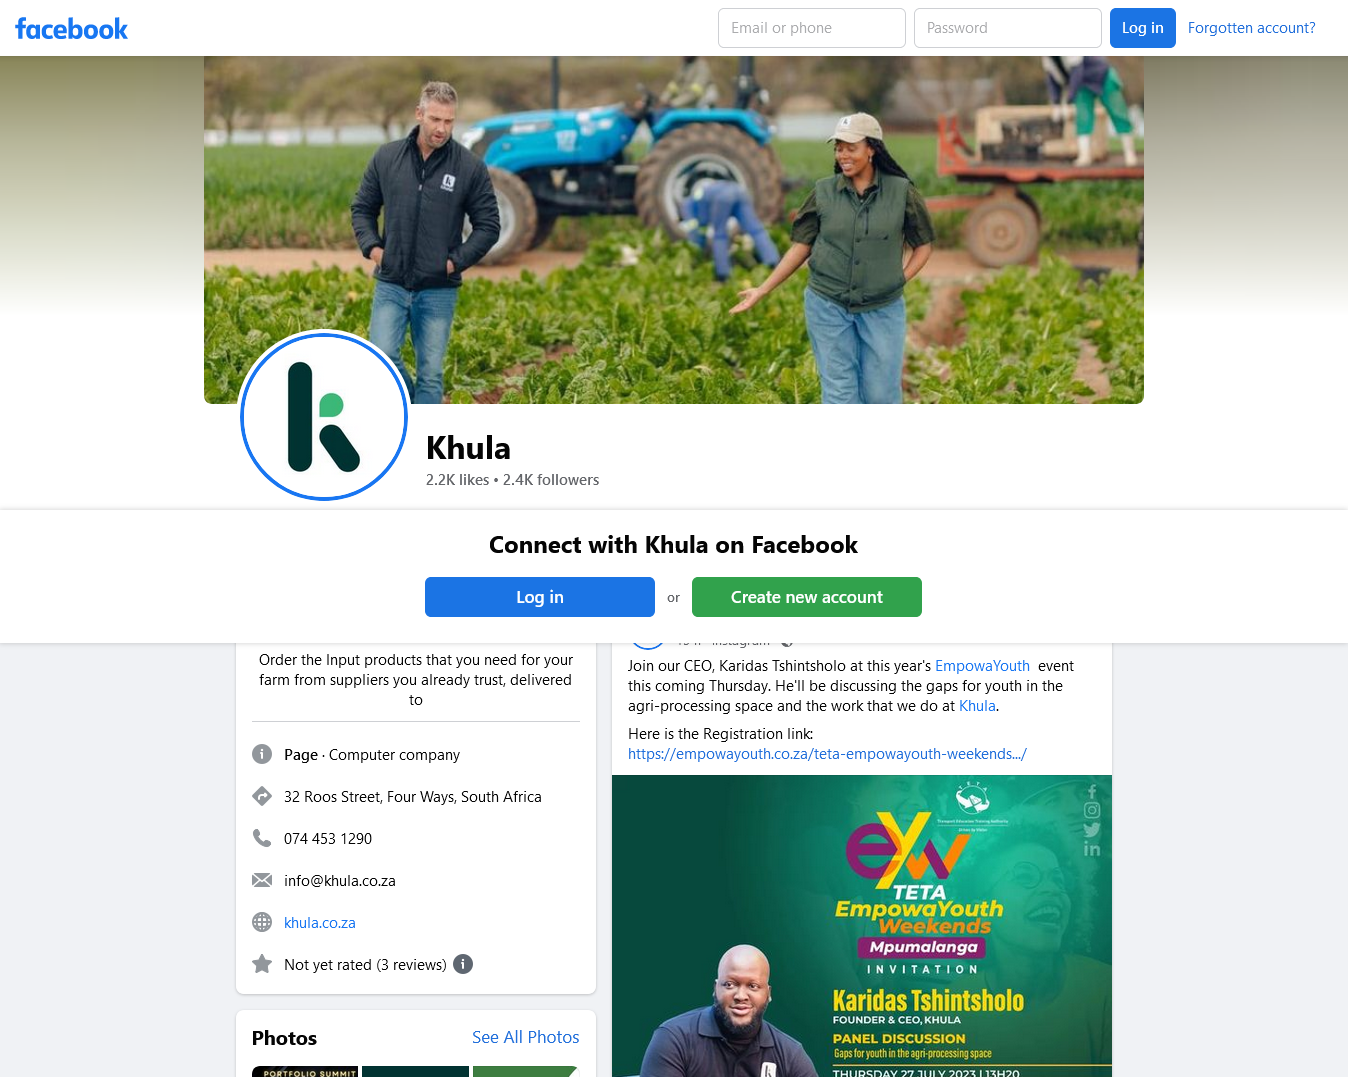 facebook
Email or phone
Password
Log in
Forgotten account?
Khula
2.2K likes • 2.4K followers
Connect with Khula on Facebook
Log in
or
Create new account
Order the Input products that you need for your
farm from suppliers you already trust, delivered
to
Page · Computer company
32 Roos Street, Four Ways, South Africa
074 453 1290
info@khula.co.za
khula.co.za
Not yet rated (3 reviews)
Photos
See All Photos
PORTFOLIO SUMMIT
Join our CEO, Karidas Tshintsholo at this year's EmpowaYouth event
this coming Thursday. He'll be discussing the gaps for youth in the
agri-processing space and the work that we do at Khula.
Here is the Registration link:
https://empowayouth.co.za/teta-empowayouth-weekends.../
Transport Education Training Authority
eyw
TETA
EmpowaYouth
Weekends
Mpumalanga
INVITATION
Karidas Tshintsholo
FOUNDER & CEO, KHULA
PANEL DISCUSSION
Gaps for youth in the agri-processing space
THURSDAY 27 JULY 2023 | 13H20